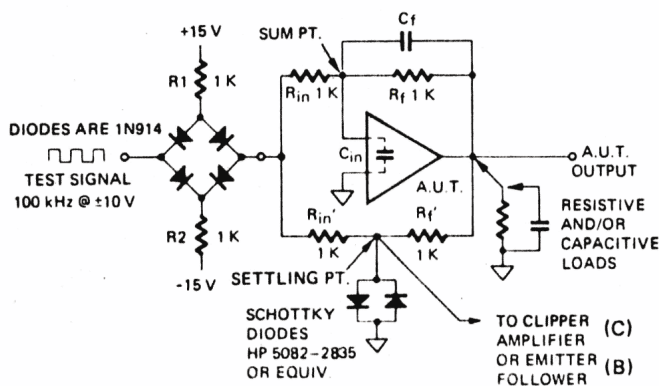 +15 V
R1
1 K
DIODES ARE 1N914
TEST SIGNAL
100 kHz @ ±10 V
R2
1 K
-15 V
SUM PT.
Cf
Rin 1 K
Rf 1 K
Cin
A.U.T.
A.U.T.
OUTPUT
Rin'
1 K
Rf'
1 K
RESISTIVE
AND/OR
CAPACITIVE
LOADS
SETTLING PT.
SCHOTTKY
DIODES
HP 5082-2835
OR EQUIV.
TO CLIPPER (C)
AMPLIFIER
OR EMITTER (B)
FOLLOWER